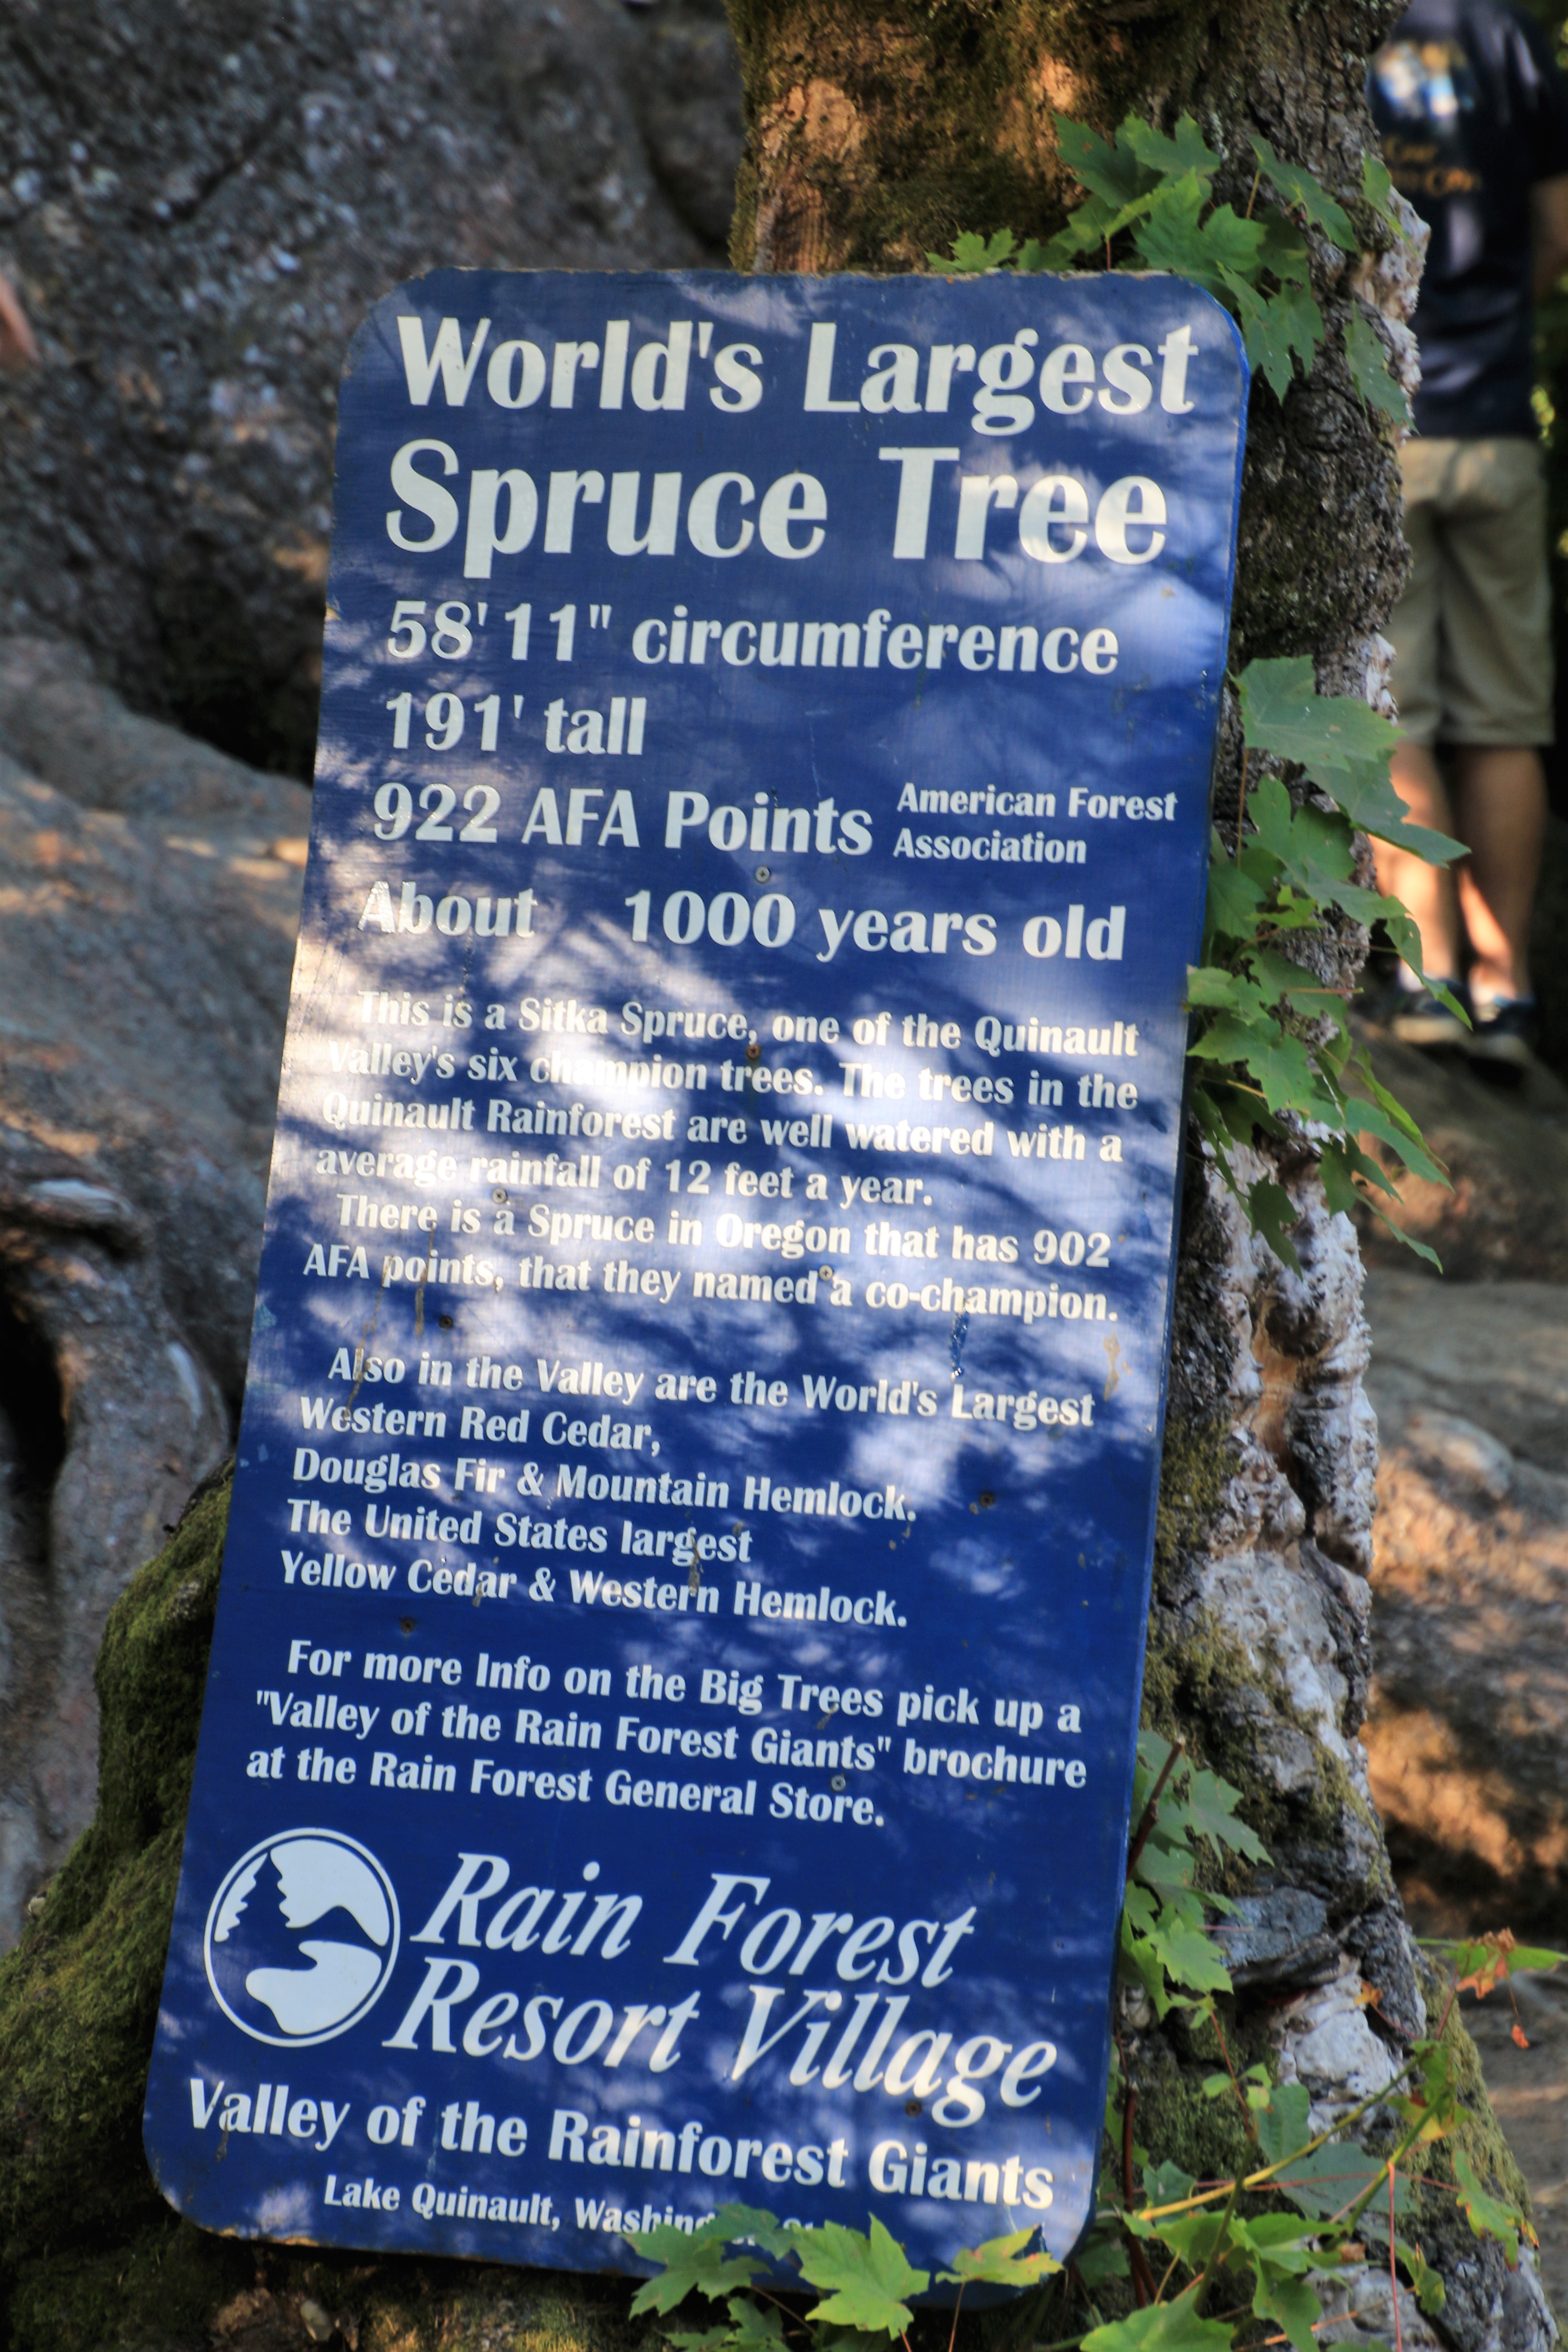 World's Largest
Spruce Tree
58' 11" circumference
191' tall
922 AFA Points American Forest
Association
About 1000 years old
This is a Sitka Spruce, one of the Quinault
Valley's six champion trees. The trees in the
Quinault Rainforest are well watered with a
average rainfall of 12 feet a year.
There is a Spruce in Oregon that has 902
AFA points, that they named a co-champion.
Also in the Valley are the World's Largest
Western Red Cedar,
Douglas Fir & Mountain Hemlock.
The United States largest
Yellow Cedar & Western Hemlock.
For more Info on the Big Trees pick up a
"Valley of the Rain Forest Giants" brochure
at the Rain Forest General Store.
Rain Forest
Resort Village
Valley of the Rainforest Giants
Lake Quinault,